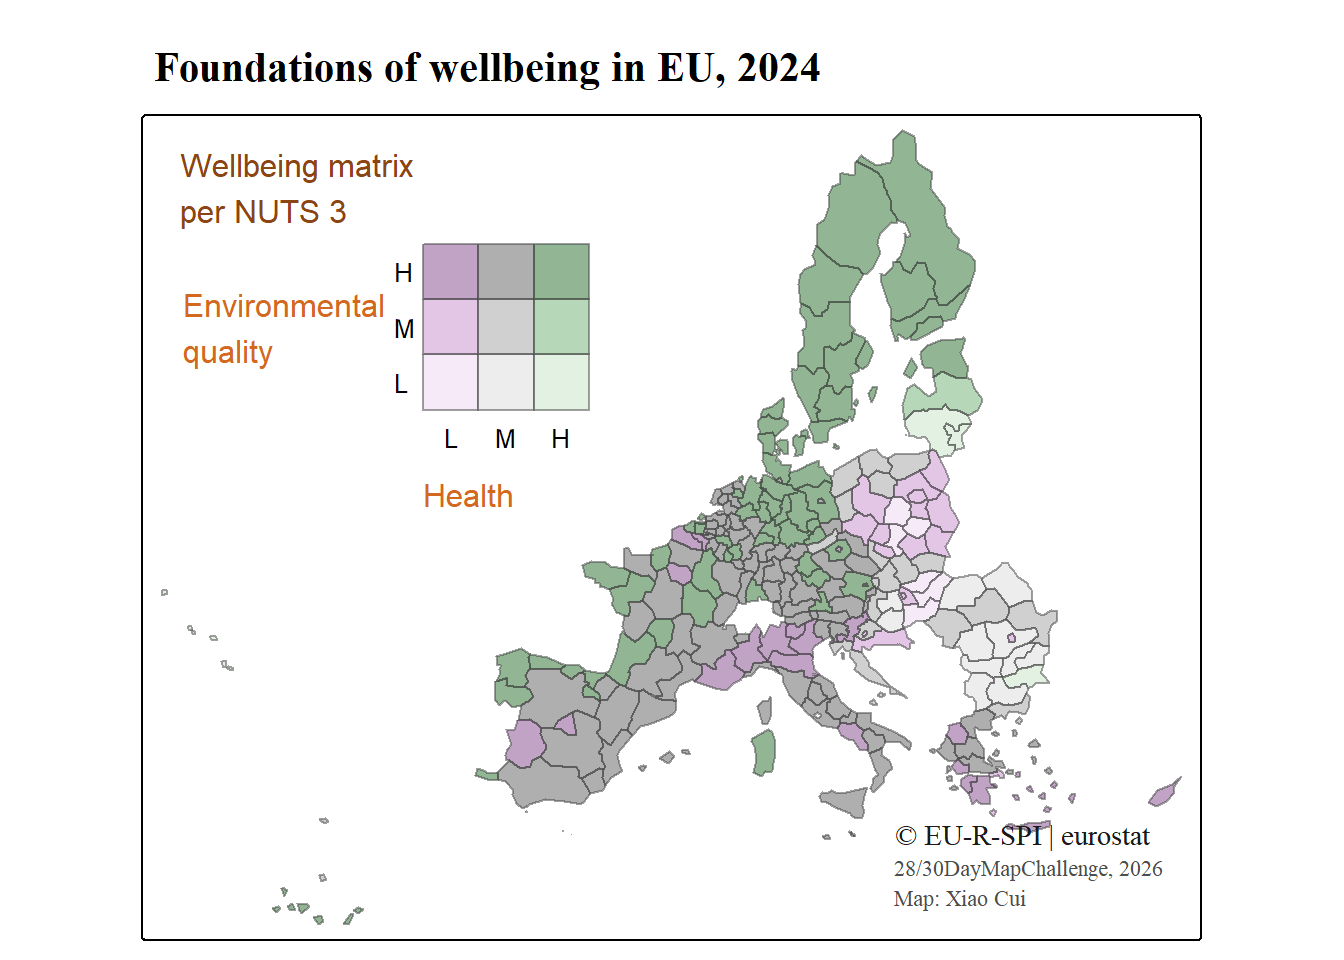 Foundations of wellbeing in EU, 2024
Wellbeing matrix
per NUTS 3
Environmental
quality
H
M
L
L M H
Health
© EU-R-SPI | eurostat
28/30DayMapChallenge, 2026
Map: Xiao Cui